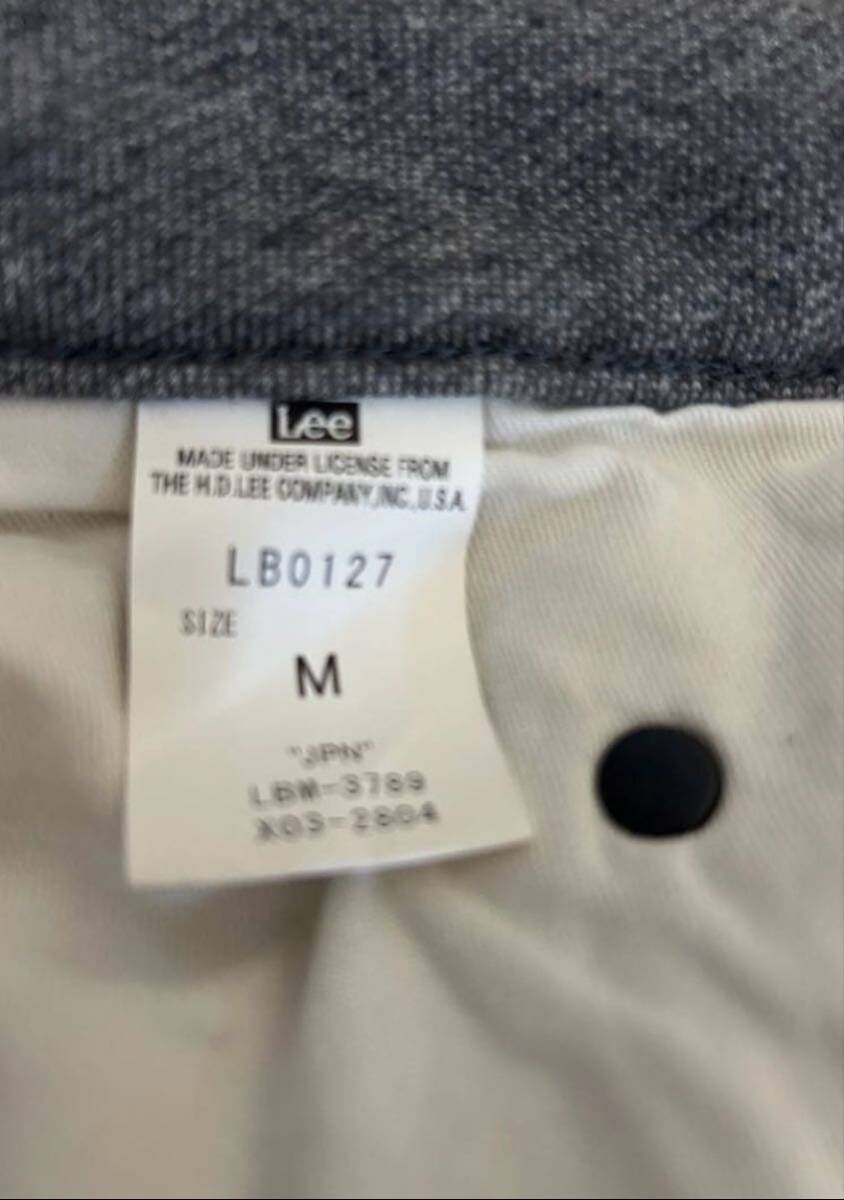 Lee
MADE UNDER LICENSE FROM
THE H.D.LEE COMPANY,INC.,U.S.A.
LB0127
SIZE
M
"JPN"
LBM-3789
X03-2804